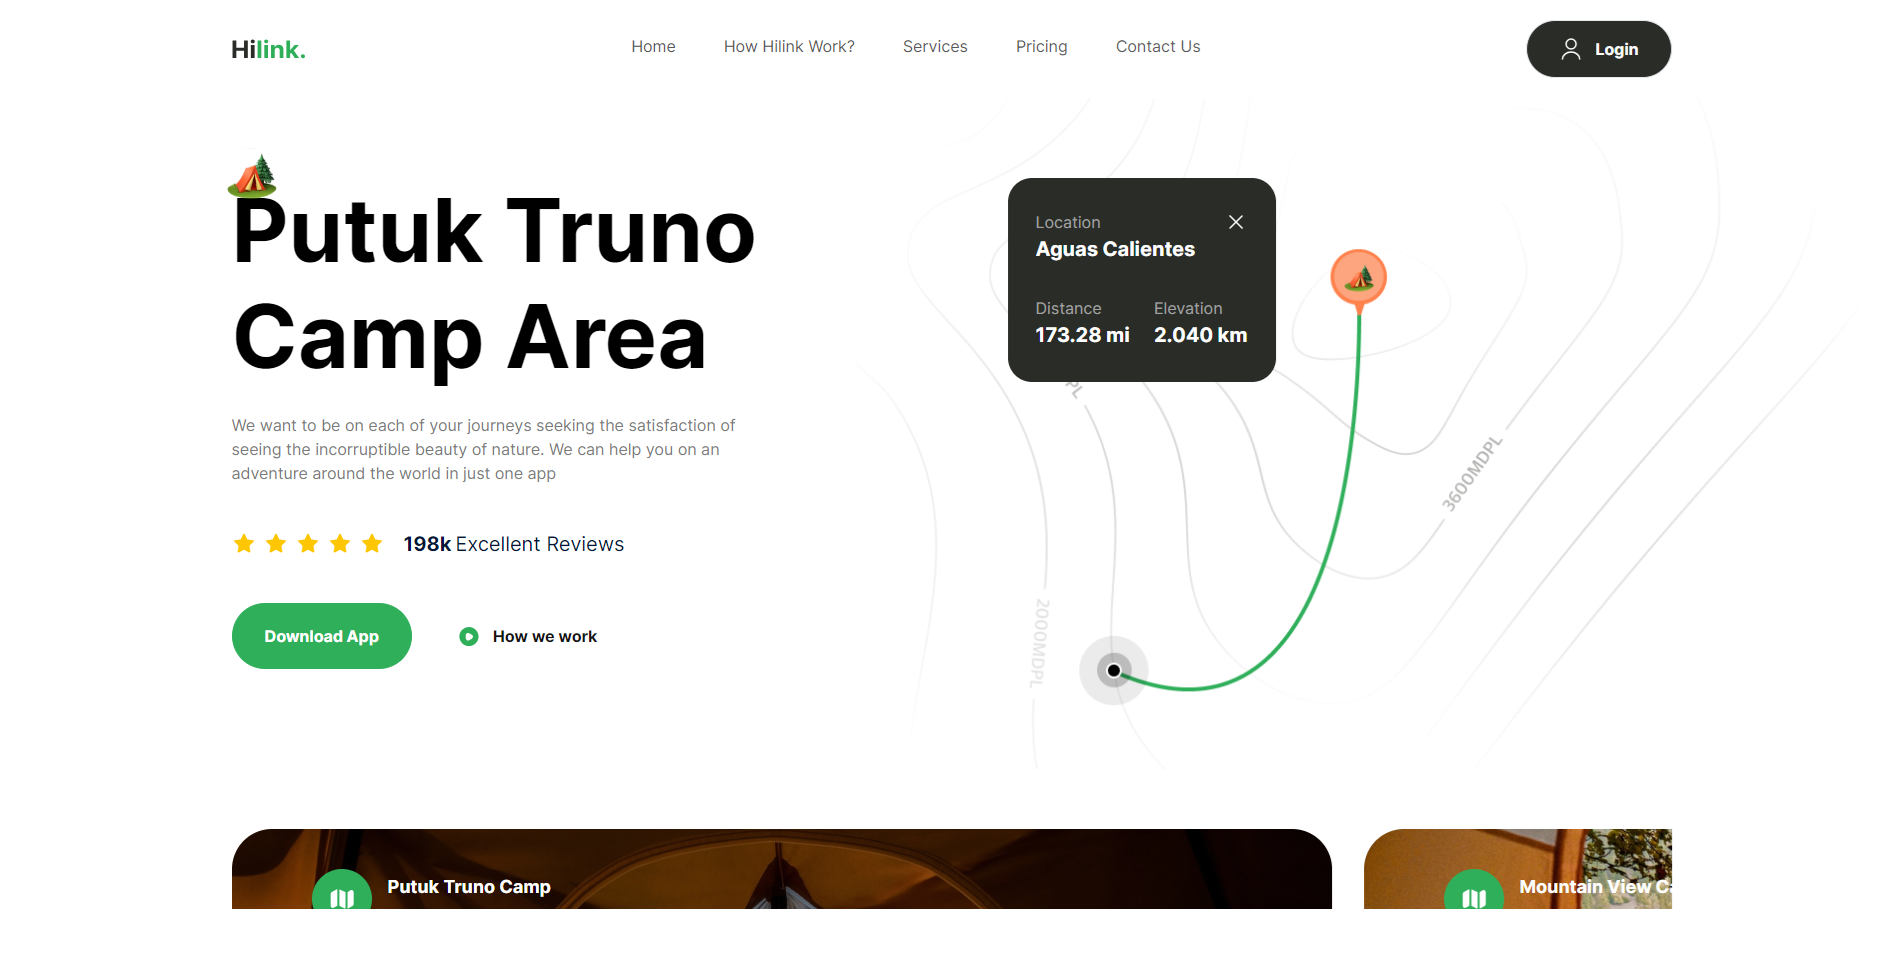 Hilink.
Home
How Hilink Work?
Services
Pricing
Contact Us
Login
Putuk Truno
Camp Area
We want to be on each of your journeys seeking the satisfaction of
seeing the incorruptible beauty of nature. We can help you on an
adventure around the world in just one app
198k Excellent Reviews
Download App
How we work
Location
Aguas Calientes
Distance
Elevation
173.28 mi
2.040 km
PL
3600MDPL
2000MDPL
Putuk Truno Camp
Mountain View